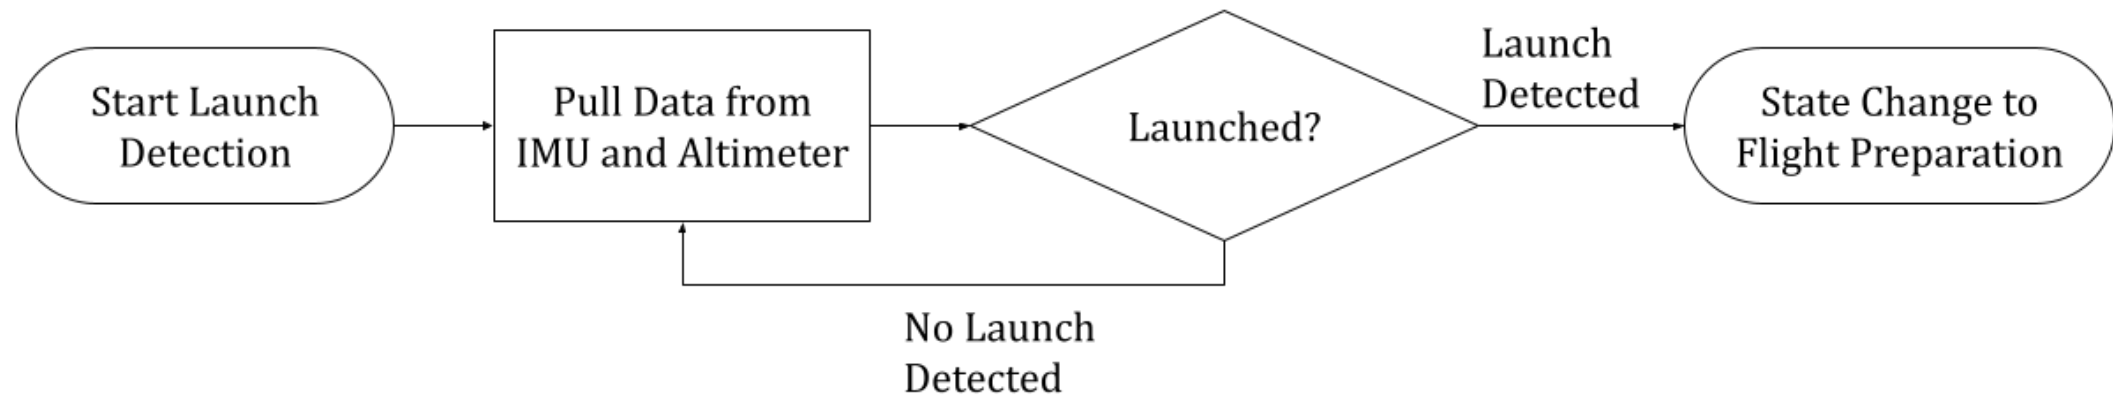 Start Launch
Detection
Pull Data from
IMU and Altimeter
Launched?
Launch
Detected
State Change to
Flight Preparation
No Launch
Detected